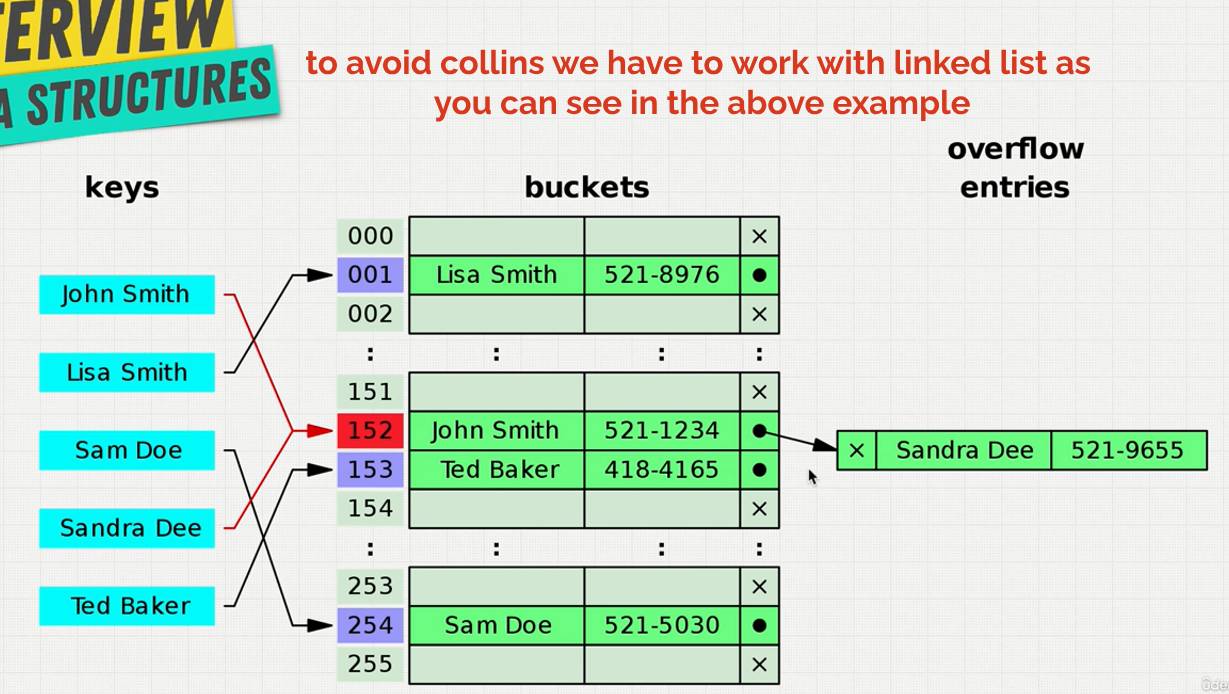 ERVIEW
A STRUCTURES
to avoid collins we have to work with linked list as
you can see in the above example
keys
buckets
overflow
entries
000 ×
001 Lisa Smith 521-8976 ●
002 ×
: : : :
151 ×
152 John Smith 521-1234 ●
153 Ted Baker 418-4165 ●
154 ×
: : : :
253 ×
254 Sam Doe 521-5030 ●
255 ×
John Smith
Lisa Smith
Sam Doe
Sandra Dee
Ted Baker
× Sandra Dee 521-9655